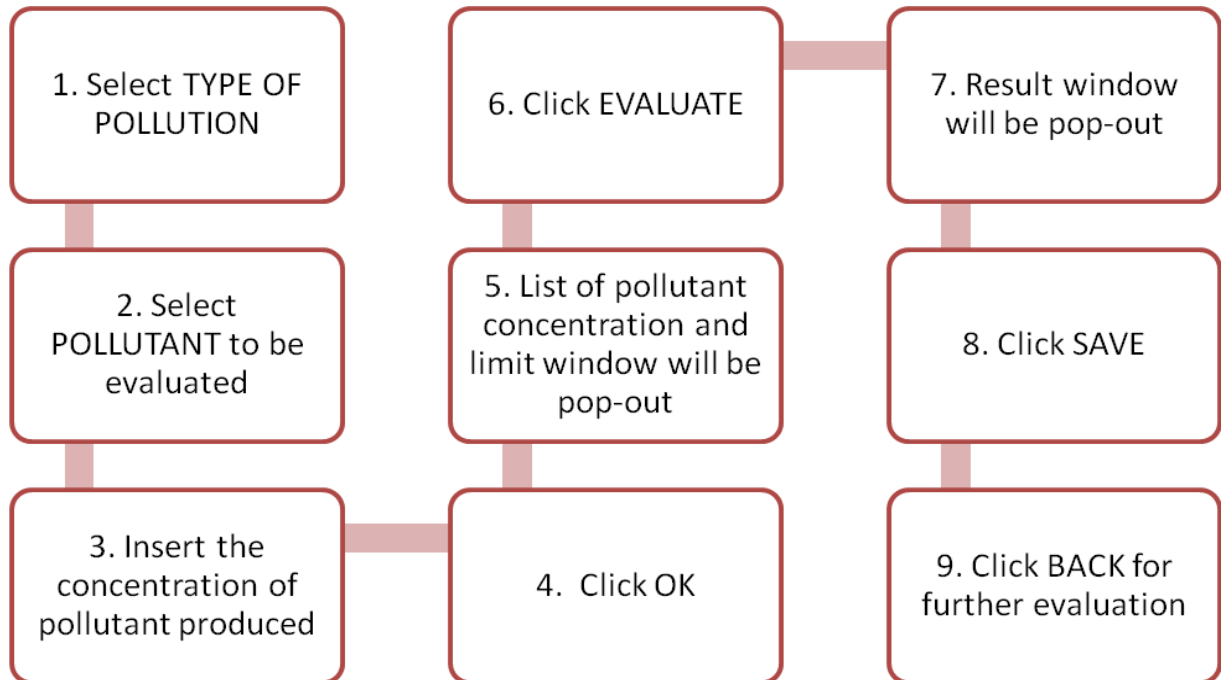 1. Select TYPE OF
POLLUTION
2. Select
POLLUTANT to be
evaluated
3. Insert the
concentration of
pollutant produced
4.  Click OK
5. List of pollutant
concentration and
limit window will be
pop-out
6. Click EVALUATE
7. Result window
will be pop-out
8. Click SAVE
9. Click BACK for
further evaluation